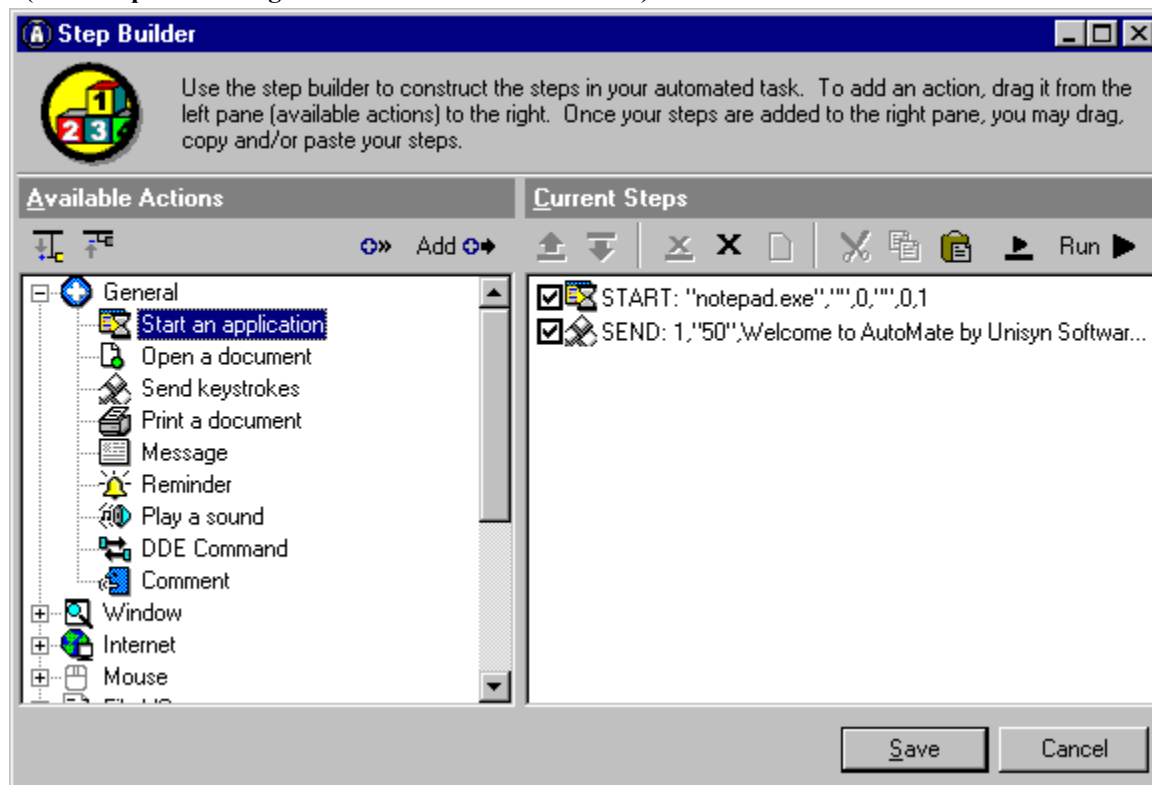 Step Builder
Use the step builder to construct the steps in your automated task. To add an action, drag it from the
left pane (available actions) to the right. Once your steps are added to the right pane, you may drag,
copy and/or paste your steps.
Available Actions
Current Steps
Add
Run
General
Start an application
Open a document
Send keystrokes
Print a document
Message
Reminder
Play a sound
DDE Command
Comment
Window
Internet
Mouse
START: "notepad.exe","",0,"",0,1
SEND: 1,"50",Welcome to AutoMate by Unisyn Softwar...
Save
Cancel